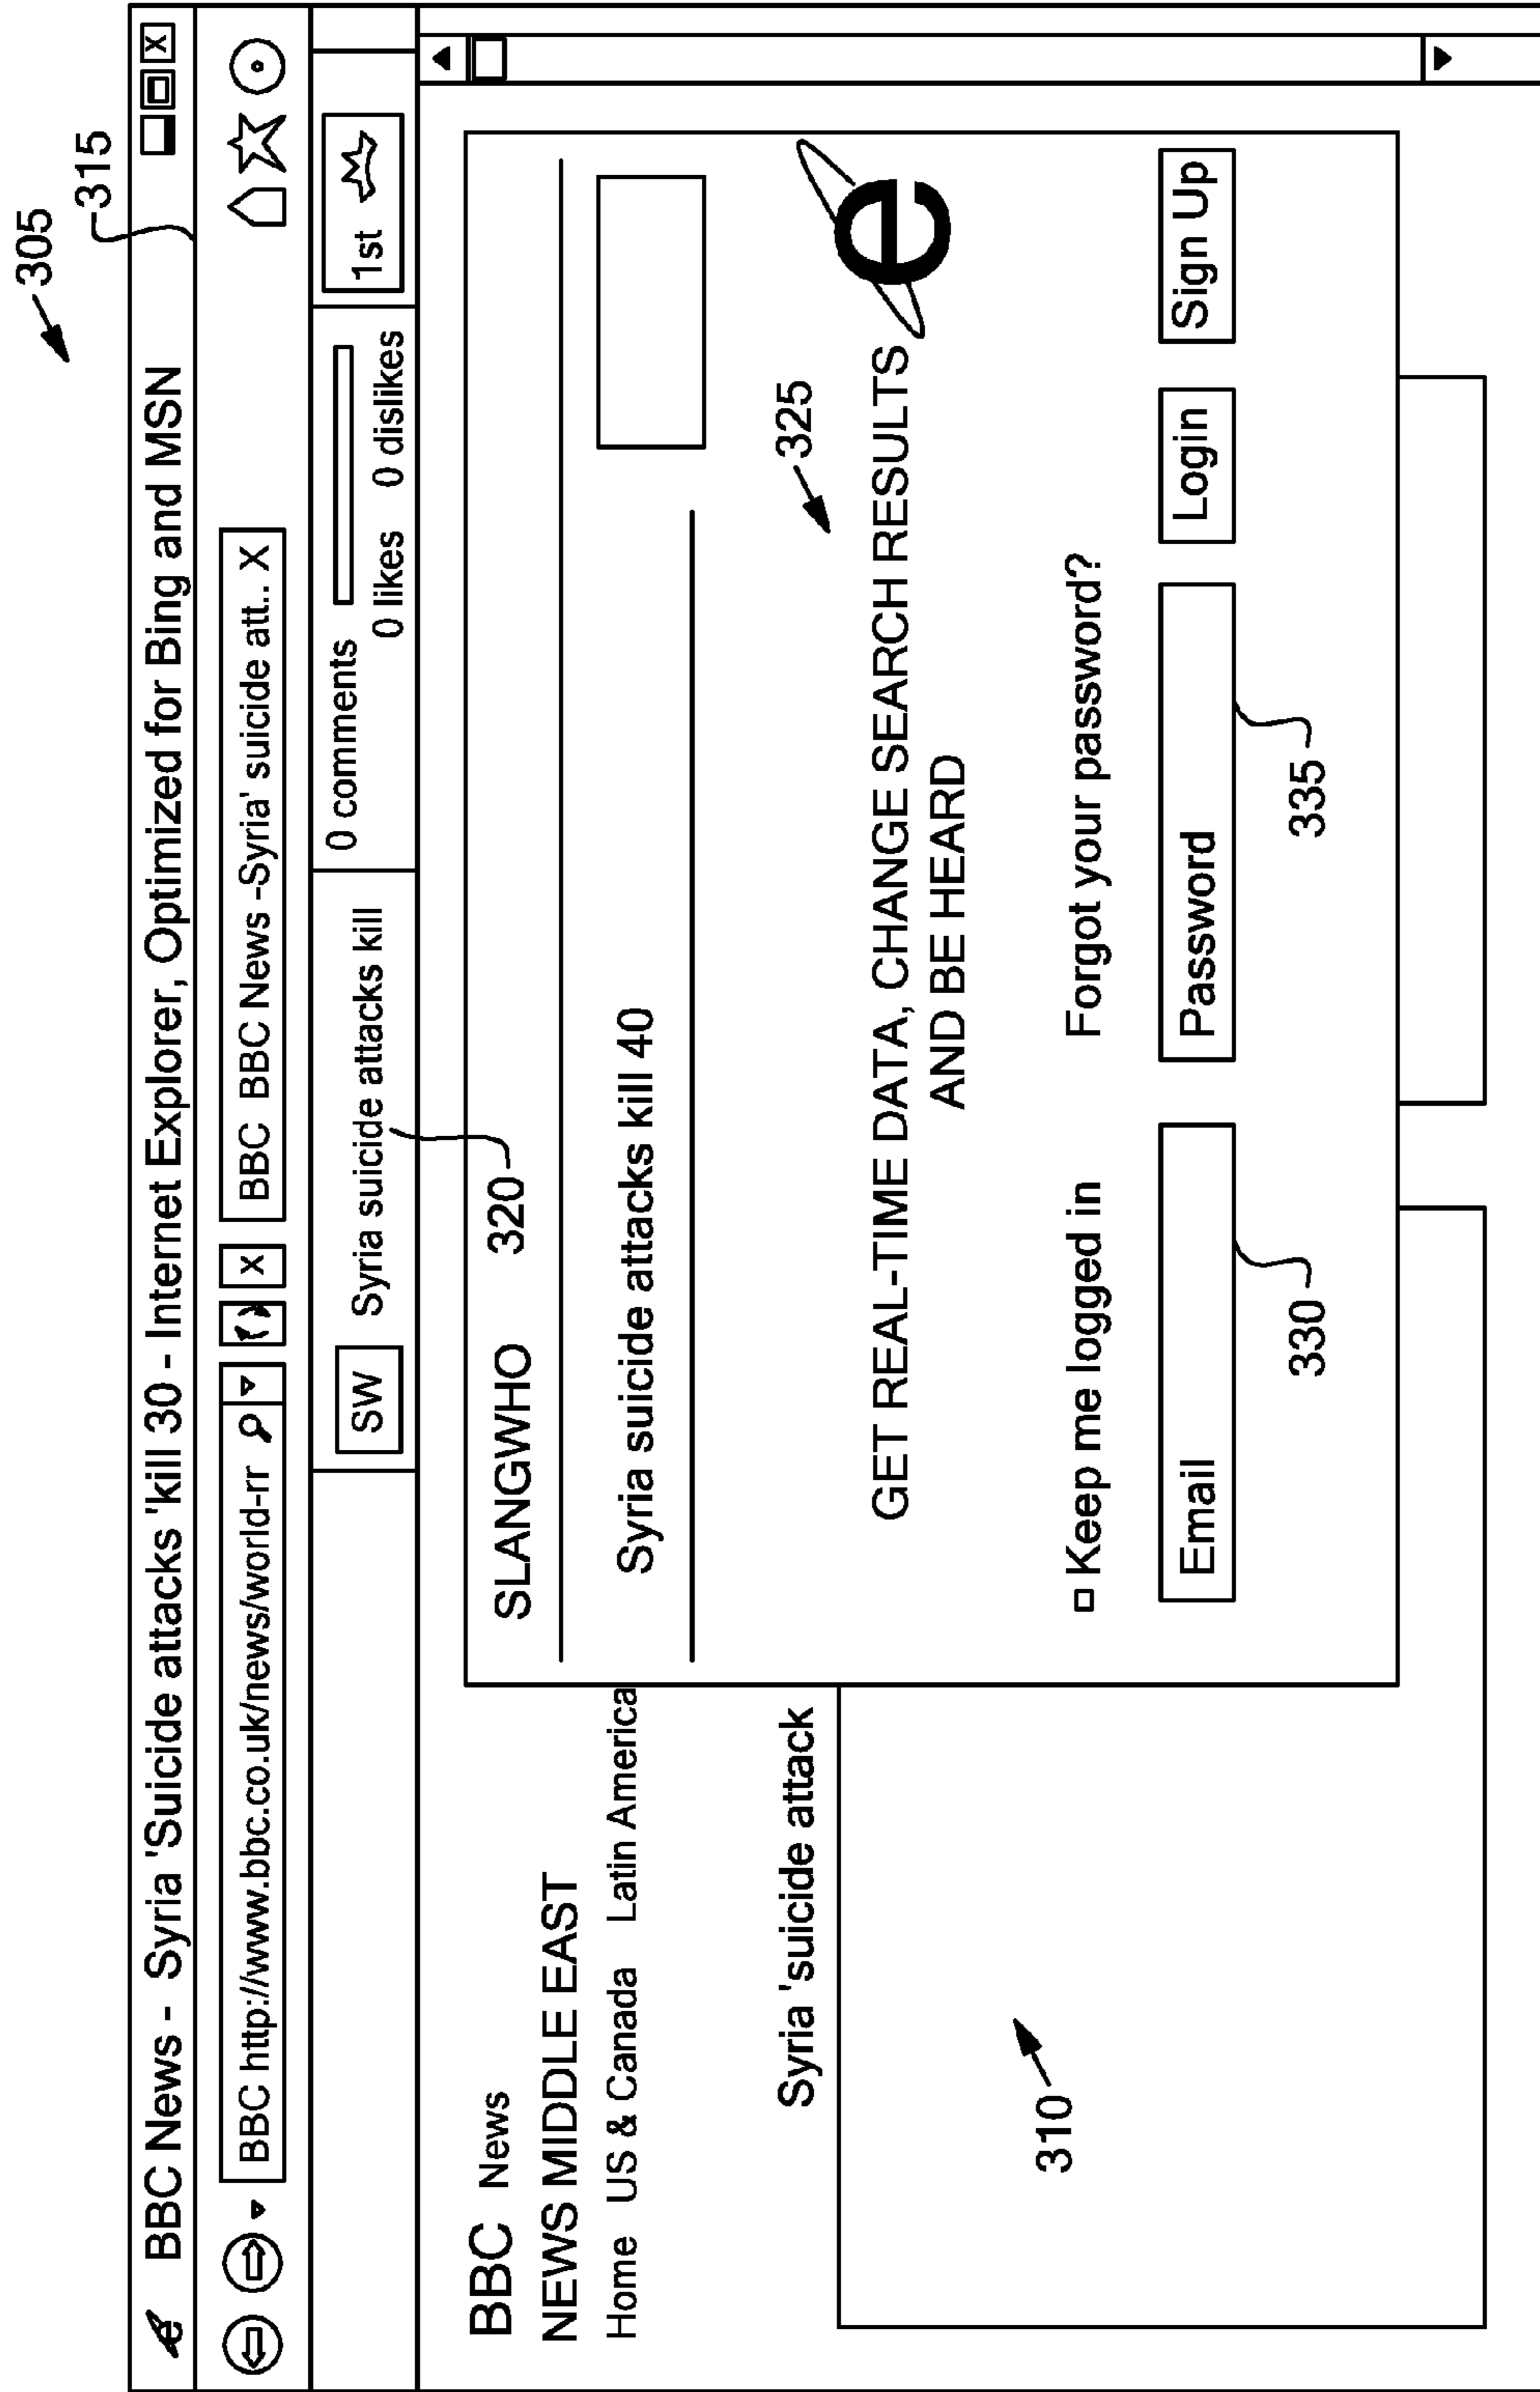 305
315
e BBC News - Syria 'Suicide attacks 'kill 30 - Internet Explorer, Optimized for Bing and MSN X
BBC http://www.bbc.co.uk/news/world-rr X BBC BBC News -Syria' suicide att.. X
SW Syria suicide attacks kill 0 comments 1st
0 likes 0 dislikes
BBC News
NEWS MIDDLE EAST
Home US & Canada Latin America
SLANGWHO 320
Syria suicide attacks kill 40
Syria 'suicide attack
325
GET REAL-TIME DATA, CHANGE SEARCH RESULTS
AND BE HEARD
e
310
Keep me logged in Forgot your password?
Email Password Login Sign Up
330 335